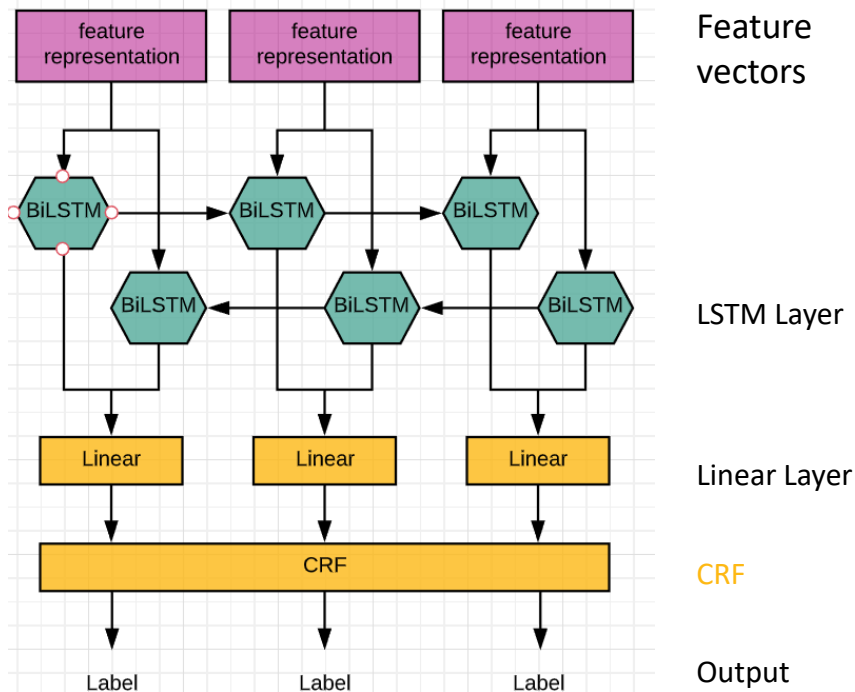 feature
representation
feature
representation
feature
representation
Feature
vectors
BiLSTM
BiLSTM
BiLSTM
BiLSTM
BiLSTM
BiLSTM
LSTM Layer
Linear
Linear
Linear
Linear Layer
CRF
CRF
Label
Label
Label
Output